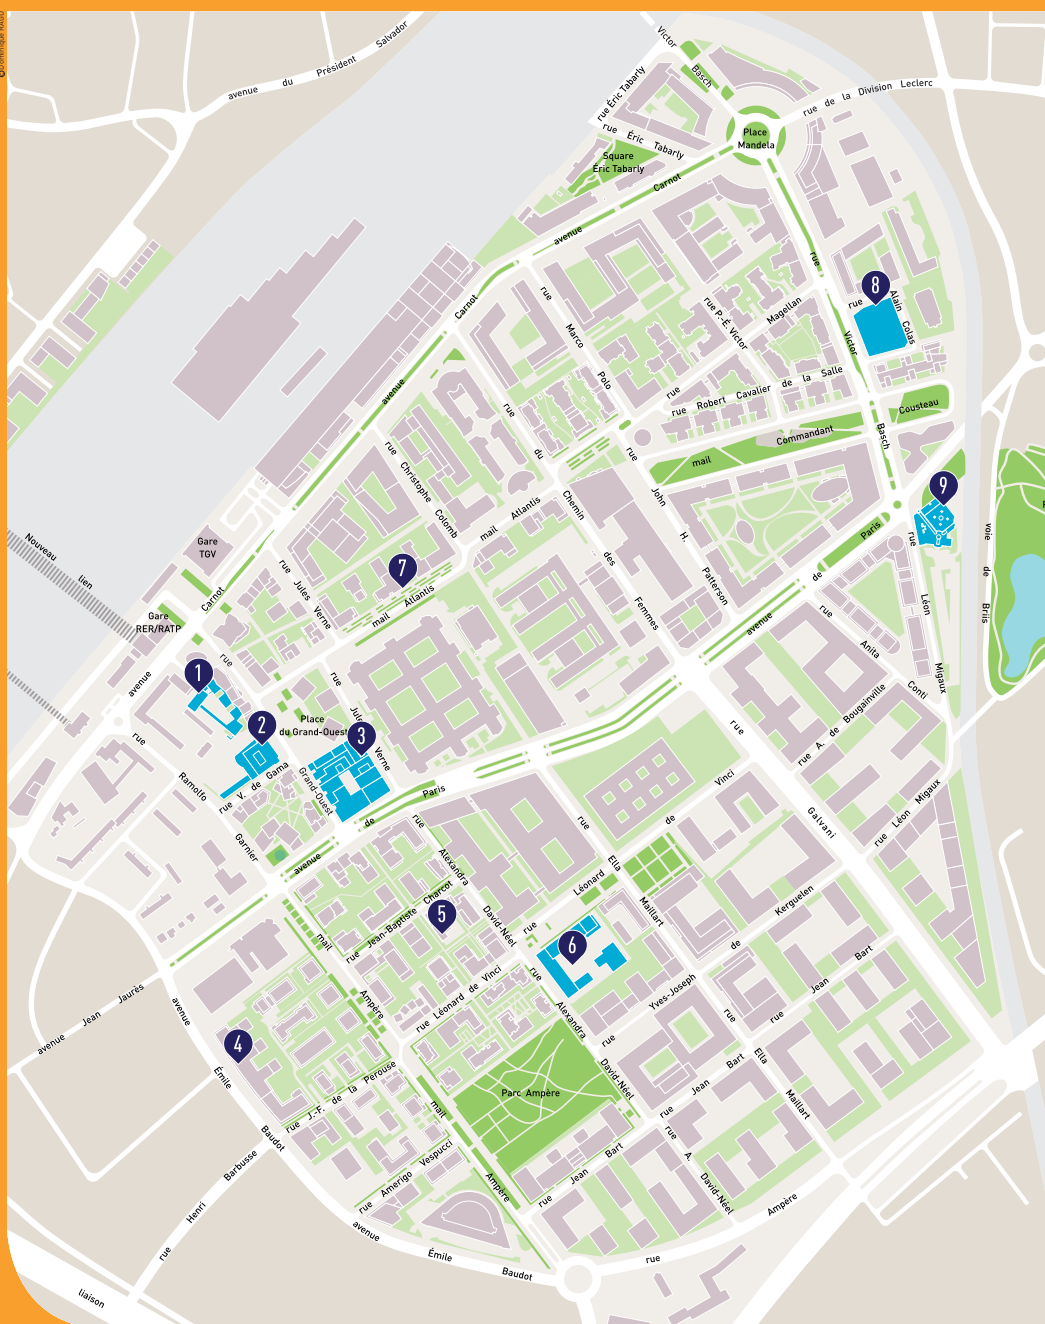 ©Dominique RAGU
avenue du Président Salvador
Victor
Basch
rue Éric Tabarly
rue Éric Tabarly
rue de la Division Leclerc
Place
Mandela
Square
Éric Tabarly
avenue Carnot
rue
Victor
Basch
rue Alain Colas
8
avenue Carnot
rue Marco Polo
rue P.-É. Victor
rue Magellan
rue Robert Cavalier de la Salle
mail Commandant Cousteau
rue du Chemin des Femmes
rue John H. Patterson
rue Christophe Colomb
mail Atlantis
9
Nouveau lien
Gare
TGV
Gare
RER/RATP
Carnot
avenue
rue Jules Verne
7
mail Atlantis
avenue de Paris
rue Léon Migaux
voie de Briis
rue Anita Conti
rue A. de Bougainville
rue Léon Migaux
1
rue
2
Place
du Grand-Ouest
Grand-Ouest
3
rue Jules Verne
rue V. de Gama
rue Ramolfo Garnier
avenue de Paris
rue Galvani
rue Alexandra David-Néel
rue Ella Maillart
rue Léonard de Vinci
rue Jean-Baptiste Charcot
5
6
mail Ampère
rue Léonard de Vinci
rue Alexandra David-Néel
rue Yves-Joseph de Kerguelen
rue Jean Bart
rue Ella Maillart
avenue Jean Jaurès
avenue Émile Baudot
4
rue J.-F. de la Perouse
Parc Ampère
mail Ampère
rue Jean Bart
rue Jean Bart
rue A. David-Néel
rue Amerigo Vespucci
rue Henri Barbusse
avenue Émile Baudot
rue Ampère
liaison